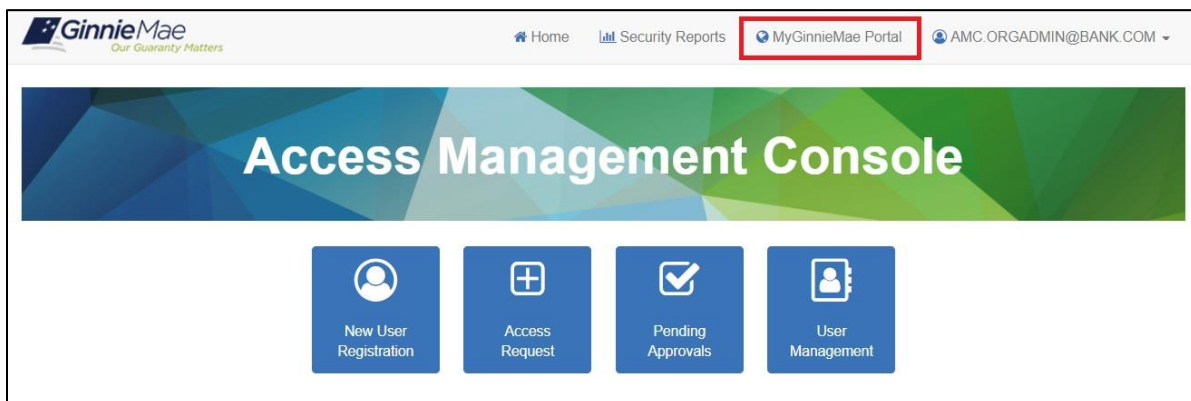 GinnieMae
Our Guaranty Matters
Home
Security Reports
MyGinnieMae Portal
AMC.ORGADMIN@BANK.COM
Access Management Console
New User
Registration
Access
Request
Pending
Approvals
User
Management